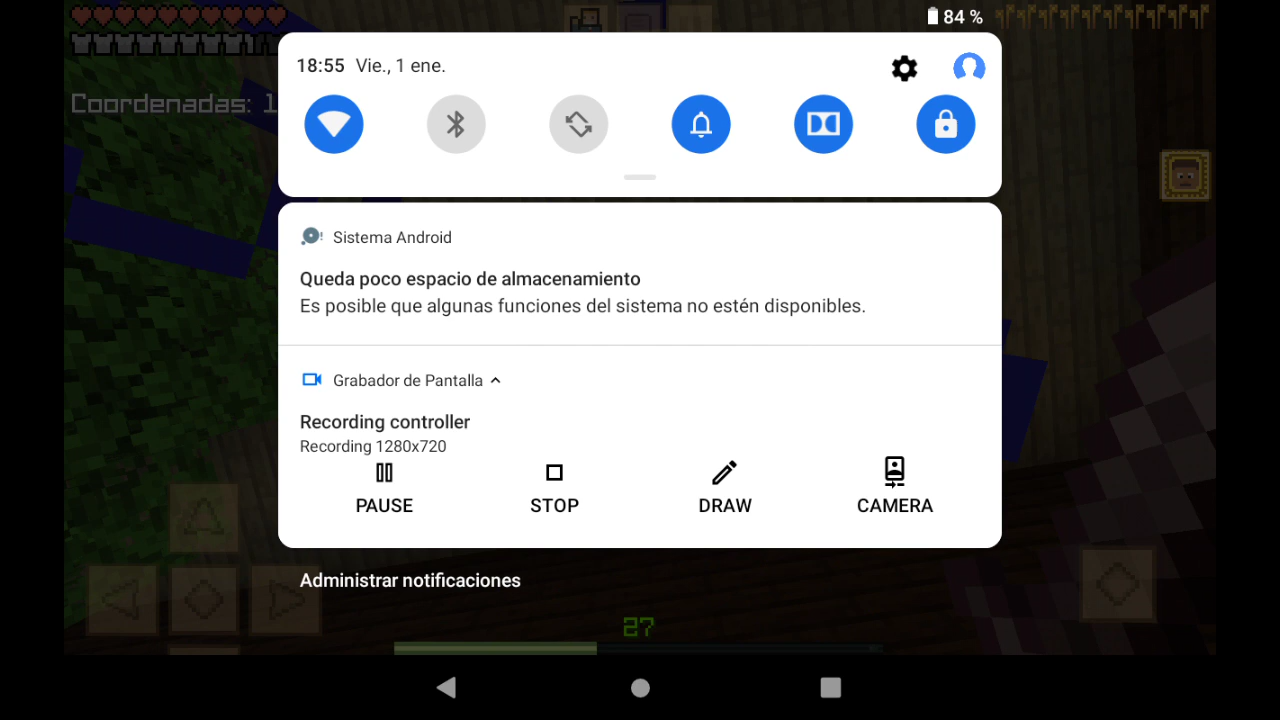 84 %
18:55 Vie., 1 ene.
Coordenadas: 1
Sistema Android
Queda poco espacio de almacenamiento
Es posible que algunas funciones del sistema no estén disponibles.
Grabador de Pantalla
Recording controller
Recording 1280x720
PAUSE STOP DRAW CAMERA
Administrar notificaciones
27